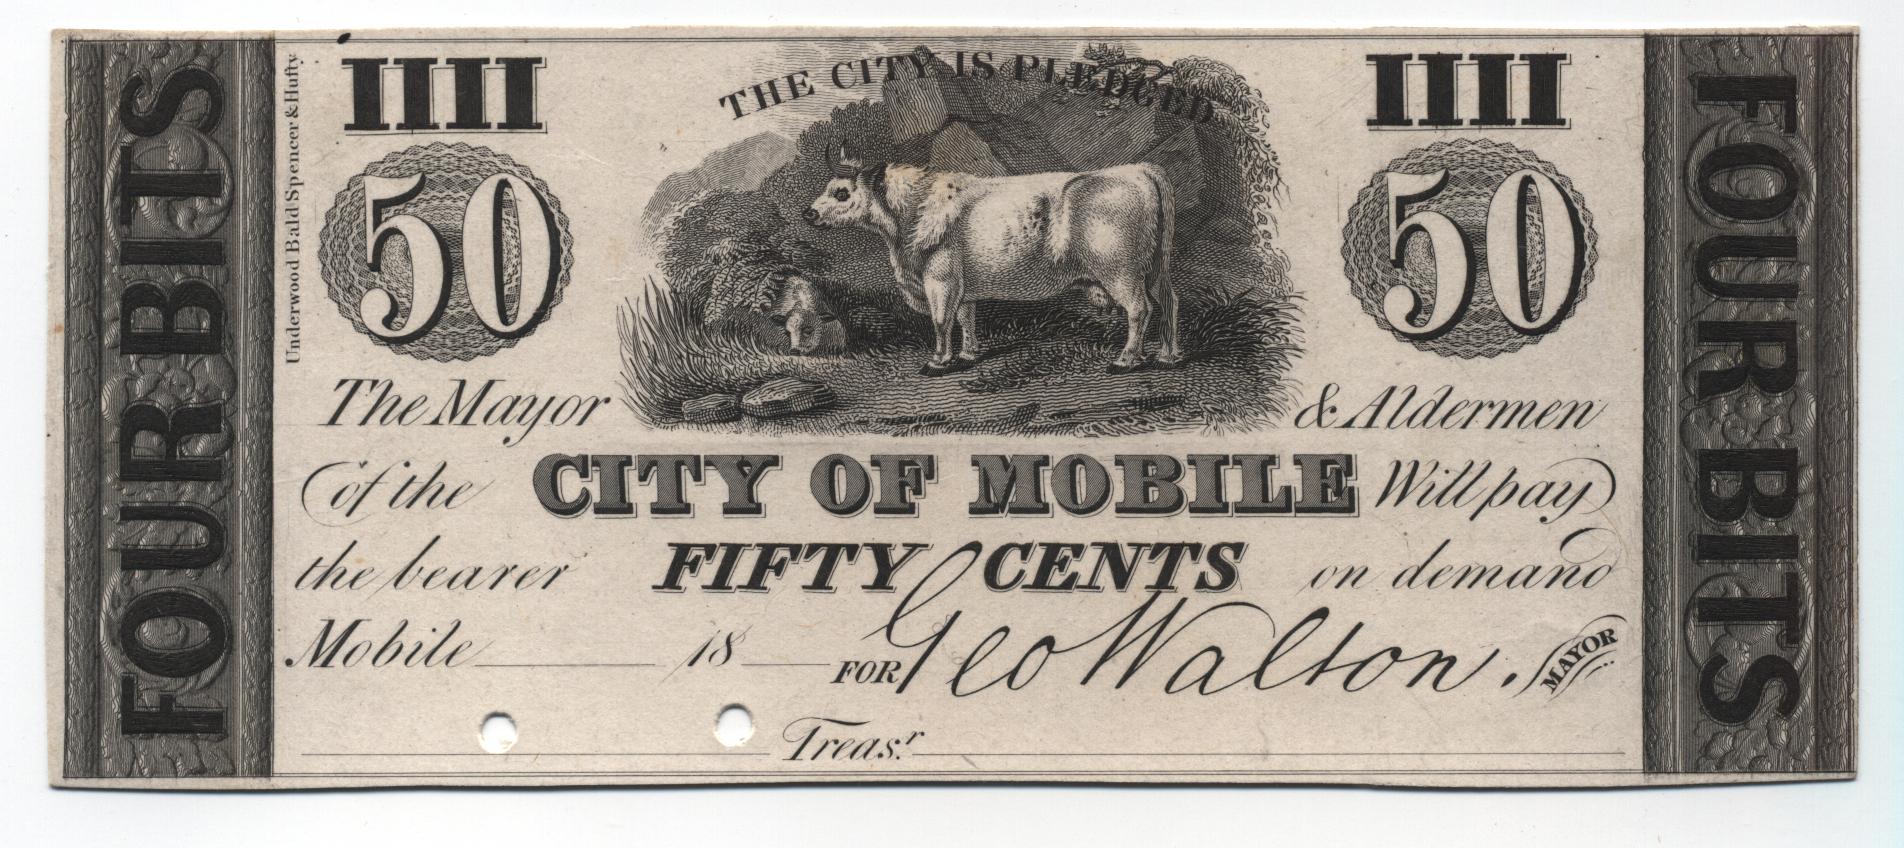 FOUR BITS
Underwood Bald Spencer & Hufty
IIII
THE CITY IS PLEDGED
IIII
50
50
The Mayor & Aldermen
of the CITY OF MOBILE Will pay
the bearer FIFTY CENTS on demand
Mobile 18 FOR Geo Walton. MAYOR
Treasr.
FOUR BITS